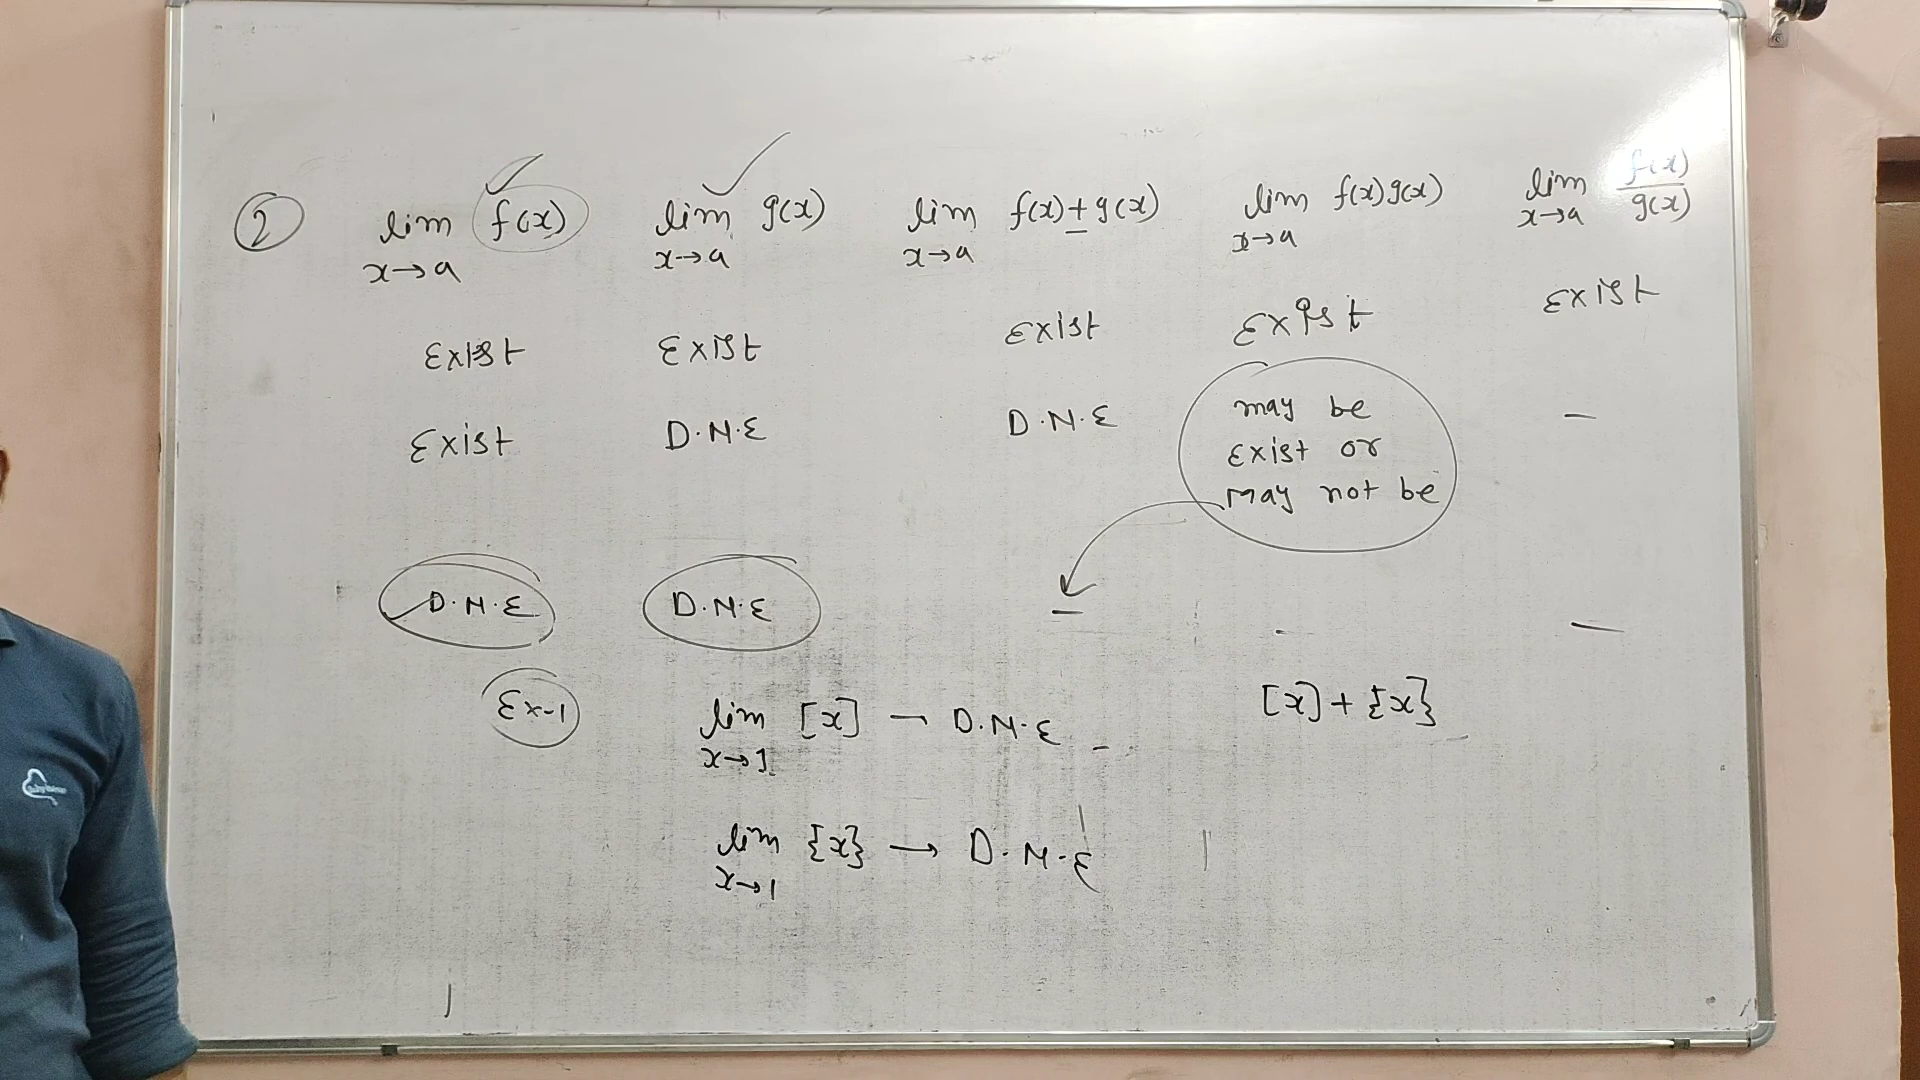 2 lim x→a f(x) lim x→a g(x) lim x→a f(x) ± g(x) lim x→a f(x)g(x) lim x→a f(x)/g(x)
Exist Exist Exist Exist Exist
Exist D.N.E D.N.E may be exist or may not be —
D.N.E D.N.E — — —
Ex-1 lim x→1 [x] — D.N.E [x]+{x}
lim x→1 {x} → D.N.E